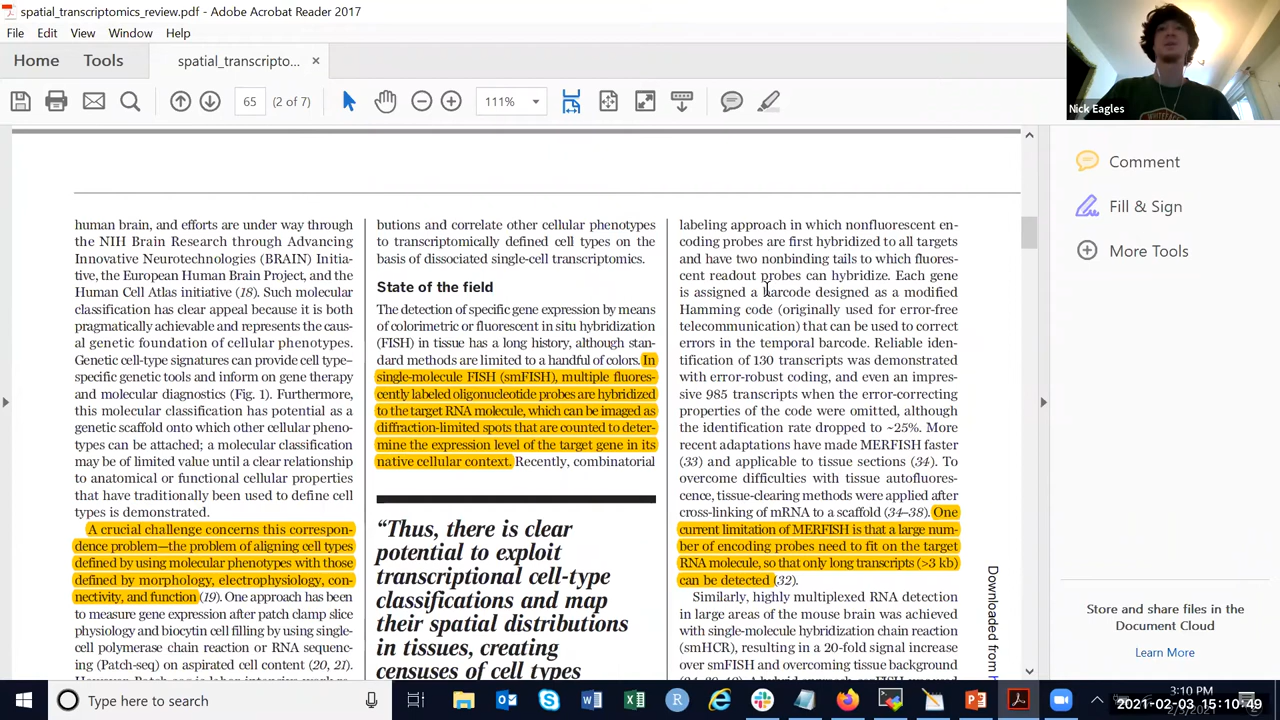 spatial_transcriptomics_review.pdf - Adobe Acrobat Reader 2017
File Edit View Window Help
Home Tools spatial_transcripto... ×
65 (2 of 7) 111%
Nick Eagles
Comment
Fill & Sign
More Tools
human brain, and efforts are under way through
the NIH Brain Research through Advancing
Innovative Neurotechnologies (BRAIN) Initia-
tive, the European Human Brain Project, and the
Human Cell Atlas initiative (18). Such molecular
classification has clear appeal because it is both
pragmatically achievable and represents the caus-
al genetic foundation of cellular phenotypes.
Genetic cell-type signatures can provide cell type–
specific genetic tools and inform on gene therapy
and molecular diagnostics (Fig. 1). Furthermore,
this molecular classification has potential as a
genetic scaffold onto which other cellular pheno-
types can be attached; a molecular classification
may be of limited value until a clear relationship
to anatomical or functional cellular properties
that have traditionally been used to define cell
types is demonstrated.
A crucial challenge concerns this correspon-
dence problem—the problem of aligning cell types
defined by using molecular phenotypes with those
defined by morphology, electrophysiology, con-
nectivity, and function (19). One approach has been
to measure gene expression after patch clamp slice
physiology and biocytin cell filling by using single-
cell polymerase chain reaction or RNA sequenc-
ing (Patch-seq) on aspirated cell content (20, 21).
butions and correlate other cellular phenotypes
to transcriptomically defined cell types on the
basis of dissociated single-cell transcriptomics.
State of the field
The detection of specific gene expression by means
of colorimetric or fluorescent in situ hybridization
(FISH) in tissue has a long history, although stan-
dard methods are limited to a handful of colors. In
single-molecule FISH (smFISH), multiple fluores-
cently labeled oligonucleotide probes are hybridized
to the target RNA molecule, which can be imaged as
diffraction-limited spots that are counted to deter-
mine the expression level of the target gene in its
native cellular context. Recently, combinatorial
“Thus, there is clear
potential to exploit
transcriptional cell-type
classifications and map
their spatial distributions
in tissues, creating
censuses of cell types
labeling approach in which nonfluorescent en-
coding probes are first hybridized to all targets
and have two nonbinding tails to which fluores-
cent readout probes can hybridize. Each gene
is assigned a barcode designed as a modified
Hamming code (originally used for error-free
telecommunication) that can be used to correct
errors in the temporal barcode. Reliable iden-
tification of 130 transcripts was demonstrated
with error-robust coding, and even an impres-
sive 985 transcripts when the error-correcting
properties of the code were omitted, although
the identification rate dropped to ~25%. More
recent adaptations have made MERFISH faster
(33) and applicable to tissue sections (34). To
overcome difficulties with tissue autofluores-
cence, tissue-clearing methods were applied after
cross-linking of mRNA to a scaffold (34–38). One
current limitation of MERFISH is that a large num-
ber of encoding probes need to fit on the target
RNA molecule, so that only long transcripts (>3 kb)
can be detected (32).
Similarly, highly multiplexed RNA detection
in large areas of the mouse brain was achieved
with single-molecule hybridization chain reaction
(smHCR), resulting in a 20-fold signal increase
over smFISH and overcoming tissue background
Downloaded from
Store and share files in the
Document Cloud
Learn More
Type here to search
3:10 PM
2021-02-03 15:10:49